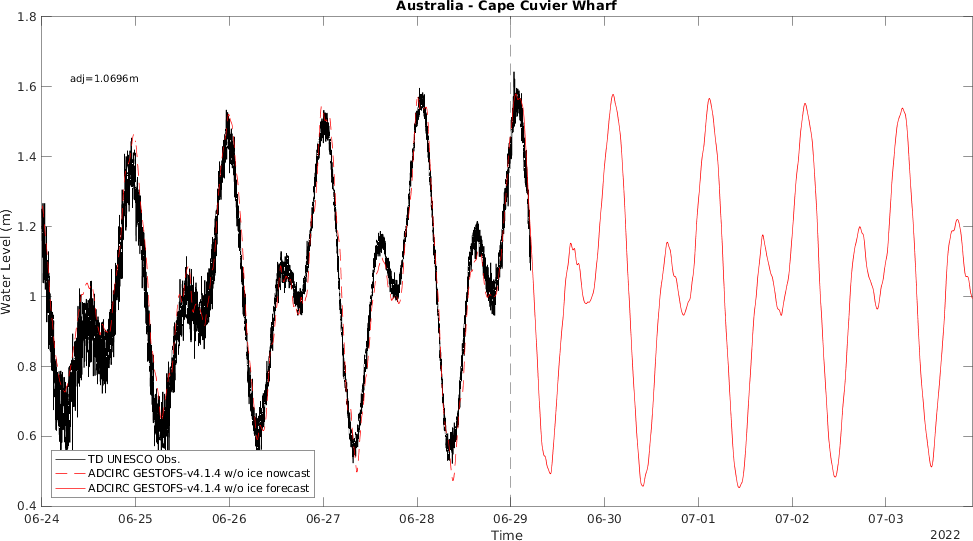 Australia - Cape Cuvier Wharf
1.8
1.6
1.4
1.2
1
0.8
0.6
0.4
Water Level (m)
adj=1.0696m
TD UNESCO Obs.
ADCIRC GESTOFS-v4.1.4 w/o ice nowcast
ADCIRC GESTOFS-v4.1.4 w/o ice forecast
06-24 06-25 06-26 06-27 06-28 06-29 06-30 07-01 07-02 07-03
Time
2022